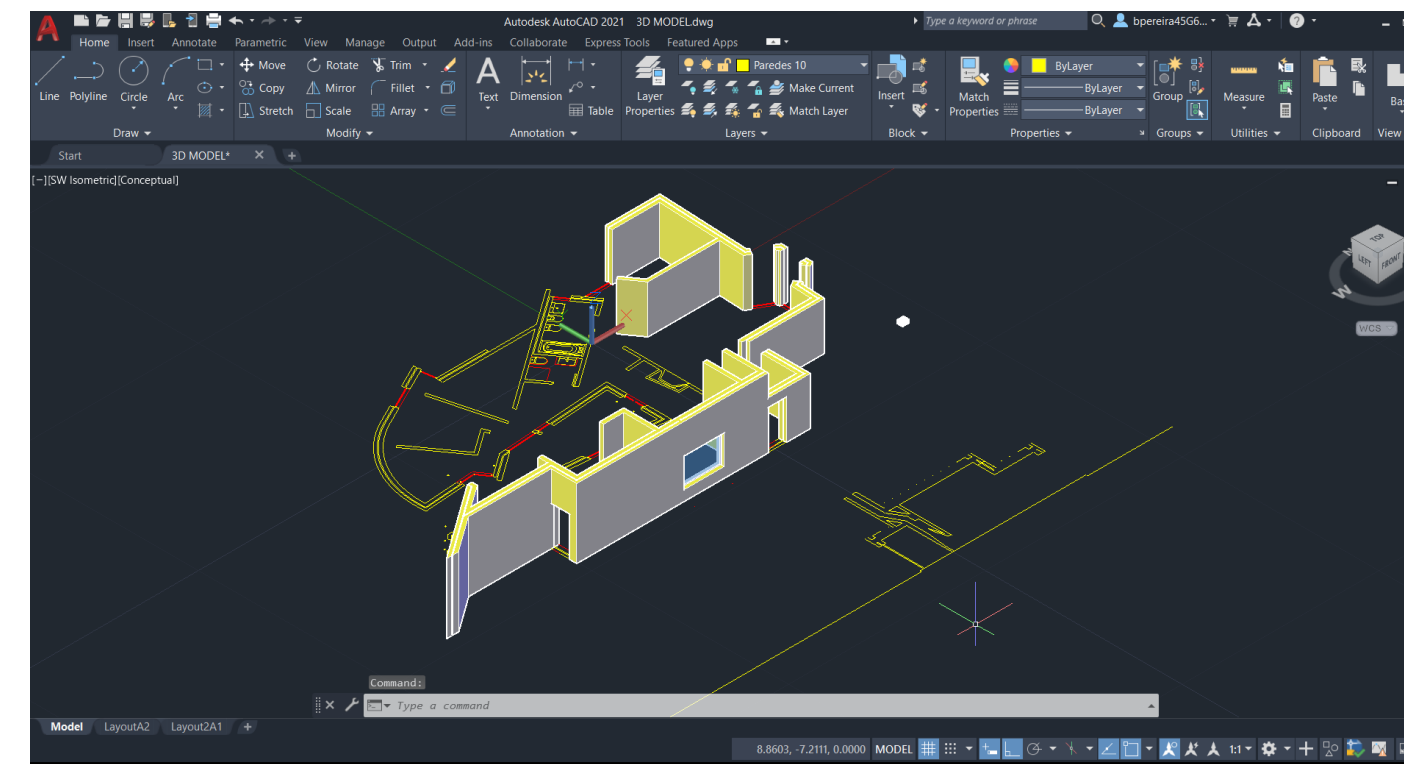 Autodesk AutoCAD 2021 3D MODEL.dwg Type a keyword or phrase bpereira45G6...
Home Insert Annotate Parametric View Manage Output Add-ins Collaborate Express Tools Featured Apps
Move Rotate Trim Paredes 10 ByLayer
Line Polyline Circle Arc Copy Mirror Fillet Text Dimension Layer Properties Make Current Insert Match Properties ByLayer Group Measure Paste
Stretch Scale Array Table Match Layer ByLayer
Draw Modify Annotation Layers Block Properties Groups Utilities Clipboard View
Start 3D MODEL* +
[−][SW Isometric][Conceptual]
TOP
LEFT FRONT
W
WCS
Command:
Type a command
Model LayoutA2 Layout2A1 +
8.8603, -7.2111, 0.0000 MODEL 1:1